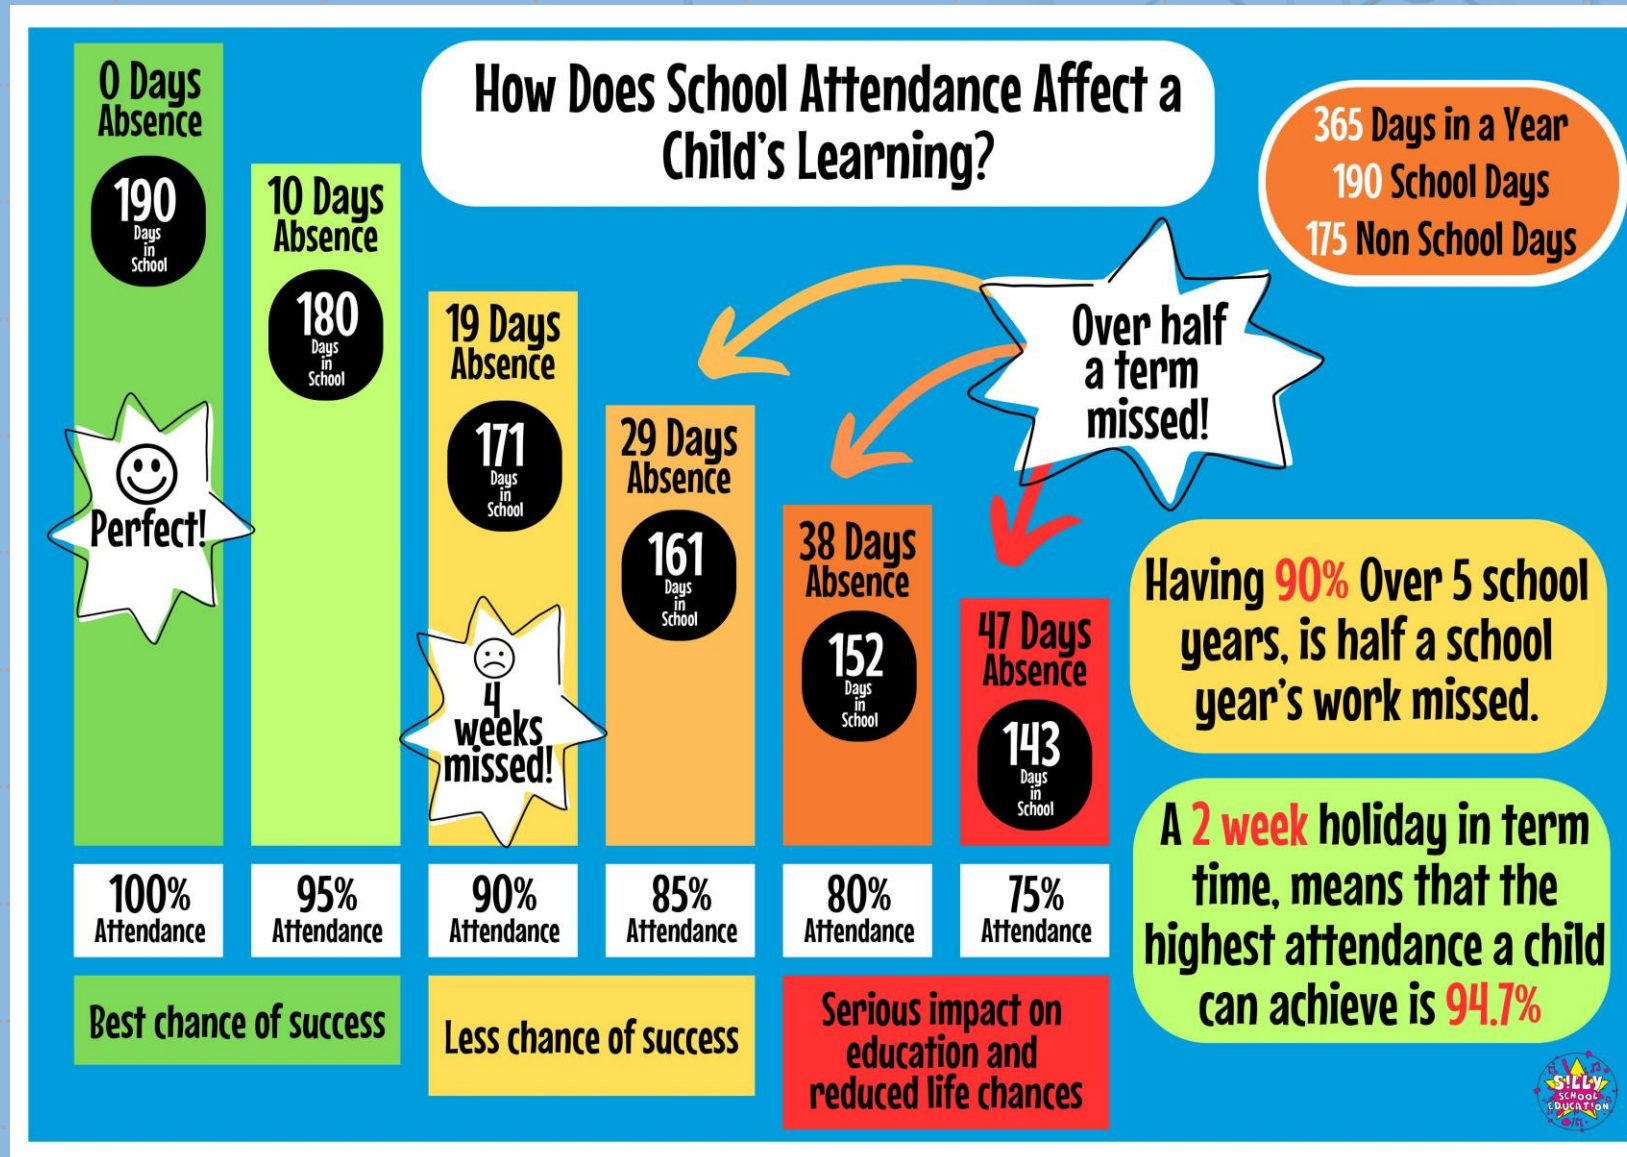 How Does School Attendance Affect a
Child's Learning?
365 Days in a Year
190 School Days
175 Non School Days
0 Days
Absence
190
Days
in
School
Perfect!
100%
Attendance
10 Days
Absence
180
Days
in
School
95%
Attendance
19 Days
Absence
171
Days
in
School
4
weeks
missed!
90%
Attendance
29 Days
Absence
161
Days
in
School
85%
Attendance
38 Days
Absence
152
Days
in
School
80%
Attendance
47 Days
Absence
143
Days
in
School
75%
Attendance
Over half
a term
missed!
Best chance of success
Less chance of success
Serious impact on
education and
reduced life chances
Having 90% Over 5 school
years, is half a school
year's work missed.
A 2 week holiday in term
time, means that the
highest attendance a child
can achieve is 94.7%
S!LLY
SCHOOL
EDUCATION